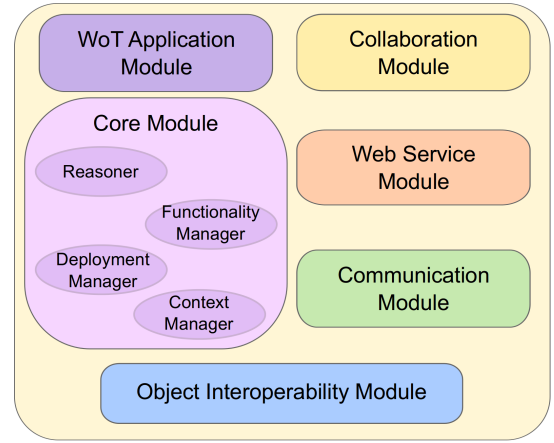 WoT Application
Module
Collaboration
Module
Core Module
Reasoner
Functionality
Manager
Deployment
Manager
Context
Manager
Web Service
Module
Communication
Module
Object Interoperability Module